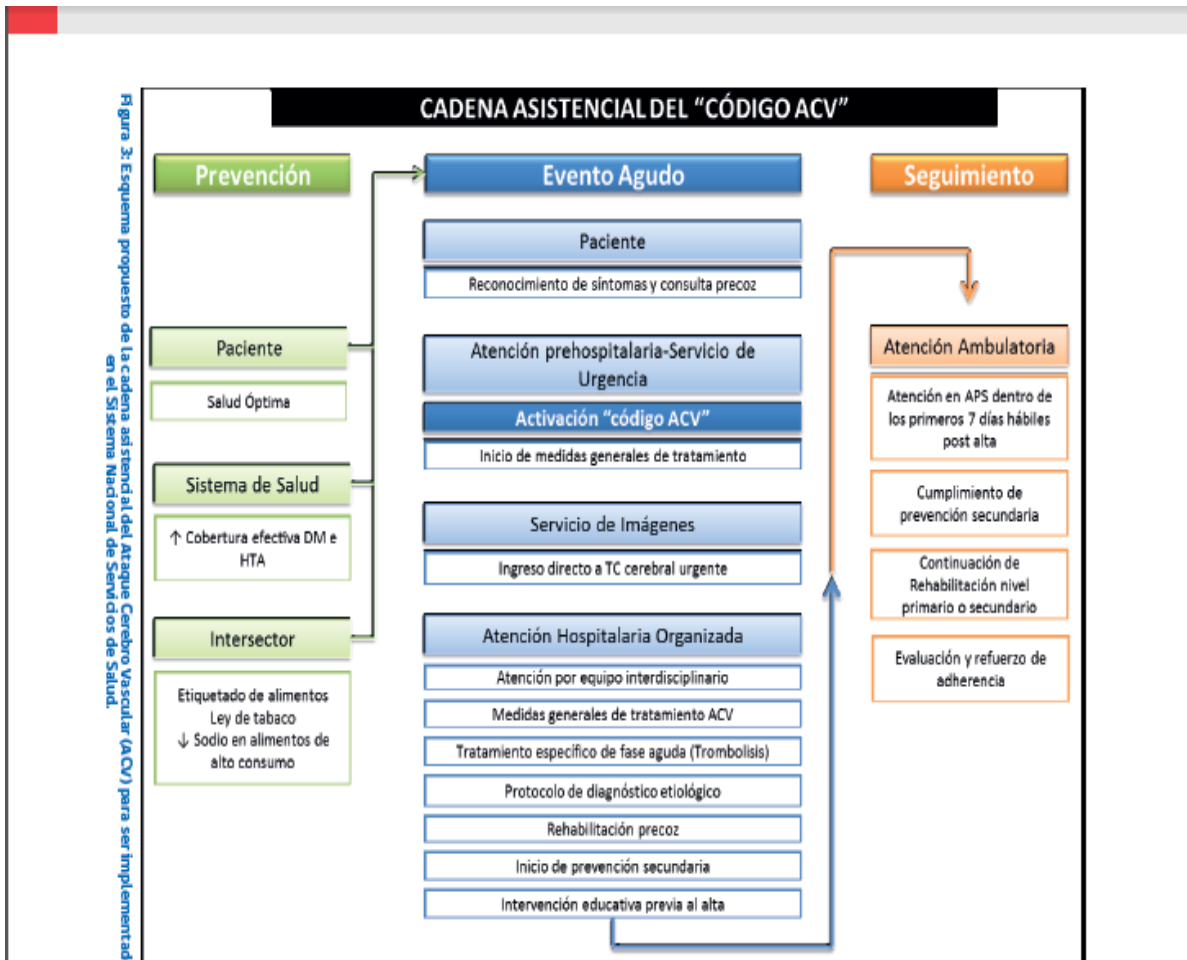 CADENA ASISTENCIAL DEL “CÓDIGO ACV”
Figura 3: Esquema propuesto de la cadena asistencial del Ataque Cerebro Vascular (ACV) para ser implementad
en el Sistema Nacional de Servicios de Salud.
Prevención
Paciente
Salud Óptima
Sistema de Salud
↑ Cobertura efectiva DM e
HTA
Intersector
Etiquetado de alimentos
Ley de tabaco
↓ Sodio en alimentos de
alto consumo
Evento Agudo
Paciente
Reconocimiento de síntomas y consulta precoz
Atención prehospitalaria-Servicio de
Urgencia
Activación “código ACV”
Inicio de medidas generales de tratamiento
Servicio de Imágenes
Ingreso directo a TC cerebral urgente
Atención Hospitalaria Organizada
Atención por equipo interdisciplinario
Medidas generales de tratamiento ACV
Tratamiento específico de fase aguda (Trombolisis)
Protocolo de diagnóstico etiológico
Rehabilitación precoz
Inicio de prevención secundaria
Intervención educativa previa al alta
Seguimiento
Atención Ambulatoria
Atención en APS dentro de
los primeros 7 días hábiles
post alta
Cumplimiento de
prevención secundaria
Continuación de
Rehabilitación nivel
primario o secundario
Evaluación y refuerzo de
adherencia